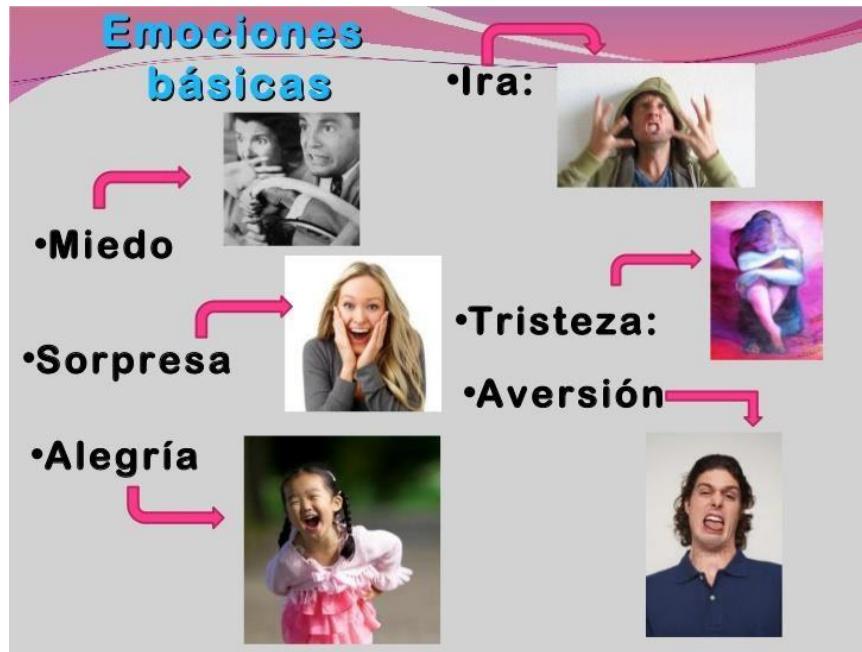 Emociones
básicas
•Ira:
•Miedo
•Sorpresa
•Tristeza:
•Aversión
•Alegría